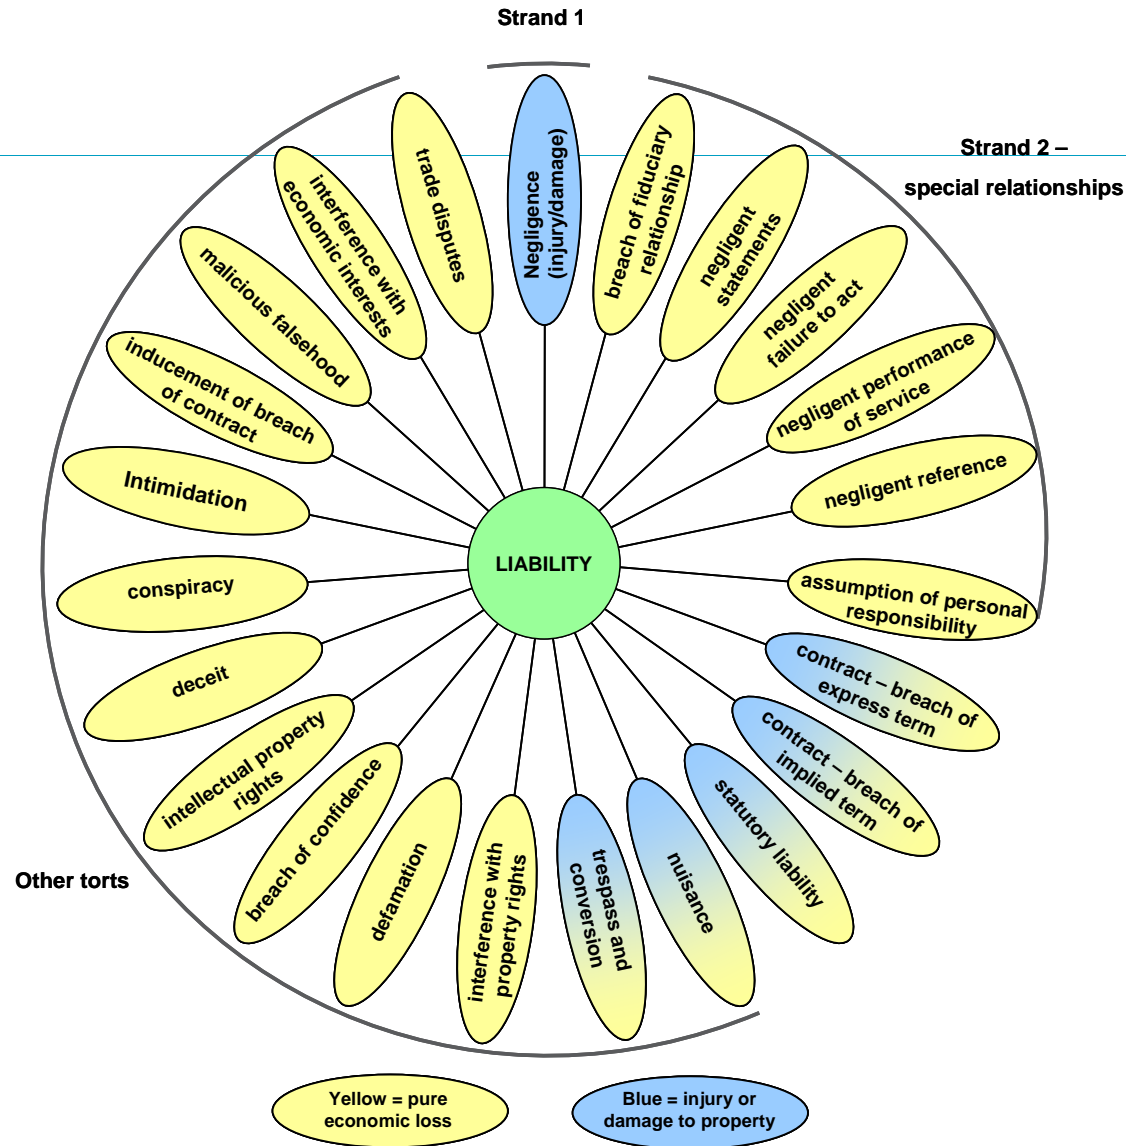 Strand 1
Strand 2 –
special relationships
Negligence
(injury/damage)
breach of fiduciary
relationship
negligent
statements
negligent
failure to act
negligent performance
of service
negligent reference
assumption of personal
responsibility
contract – breach of
express term
contract – breach of
implied term
statutory liability
nuisance
trespass and
conversion
interference with
property rights
defamation
breach of confidence
intellectual property
rights
deceit
conspiracy
Intimidation
inducement of breach
of contract
malicious falsehood
interference with
economic interests
trade disputes
LIABILITY
Other torts
Yellow = pure
economic loss
Blue = injury or
damage to property